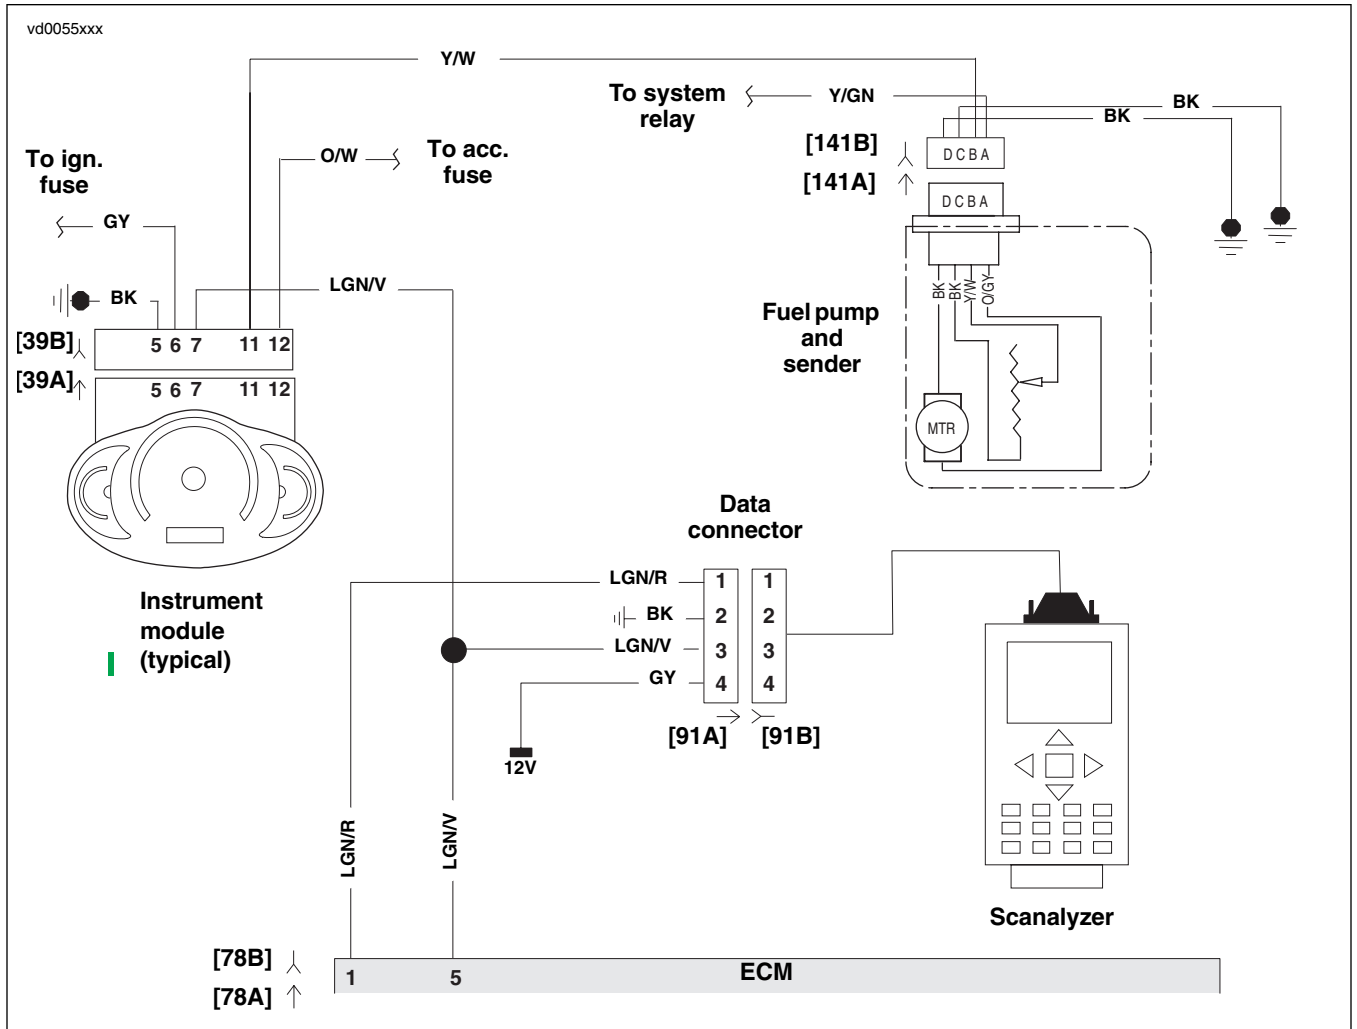 vd0055xxx
Y/W
To system
relay
Y/GN
BK
BK
[141B]
D C B A
[141A]
D C B A
To ign.
fuse
O/W
To acc.
fuse
GY
BK
LGN/V
[39B]
5 6 7 11 12
[39A]
5 6 7 11 12
BK
BK
Y/W
O/GY
Fuel pump
and
sender
MTR
Instrument
module
(typical)
Data
connector
LGN/R
1
1
BK
2
2
LGN/V
3
3
GY
4
4
[91A]
[91B]
12V
LGN/R
LGN/V
Scanalyzer
[78B]
[78A]
1
5
ECM